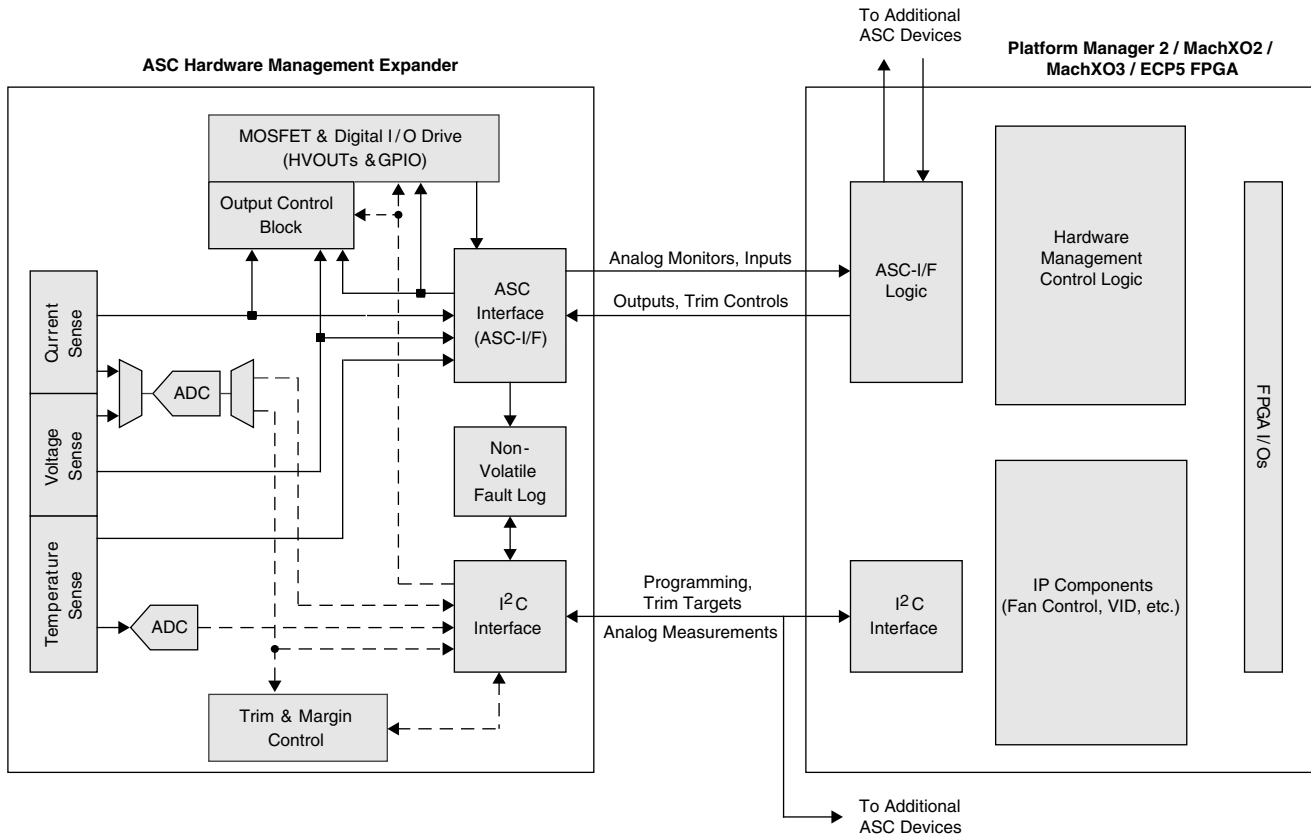 To Additional
ASC Devices
ASC Hardware Management Expander
Platform Manager 2 / MachXO2 /
MachXO3 / ECP5 FPGA
MOSFET & Digital I/O Drive
(HVOUTs & GPIO)
Output Control
Block
Current
Sense
Voltage
Sense
Temperature
Sense
ADC
ADC
ASC
Interface
(ASC-I/F)
Non-
Volatile
Fault Log
I²C
Interface
Trim & Margin
Control
Analog Monitors, Inputs
Outputs, Trim Controls
Programming,
Trim Targets
Analog Measurements
ASC-I/F
Logic
I²C
Interface
Hardware
Management
Control Logic
IP Components
(Fan Control, VID, etc.)
FPGA I/Os
To Additional
ASC Devices